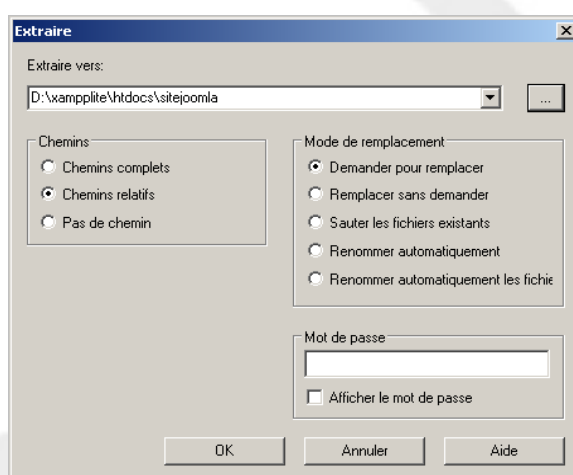 Extraire
Extraire vers:
D:\xampplite\htdocs\sitejoomla
...
Chemins
Chemins complets
Chemins relatifs
Pas de chemin
Mode de remplacement
Demander pour remplacer
Remplacer sans demander
Sauter les fichiers existants
Renommer automatiquement
Renommer automatiquement les fichie
Mot de passe
Afficher le mot de passe
OK
Annuler
Aide